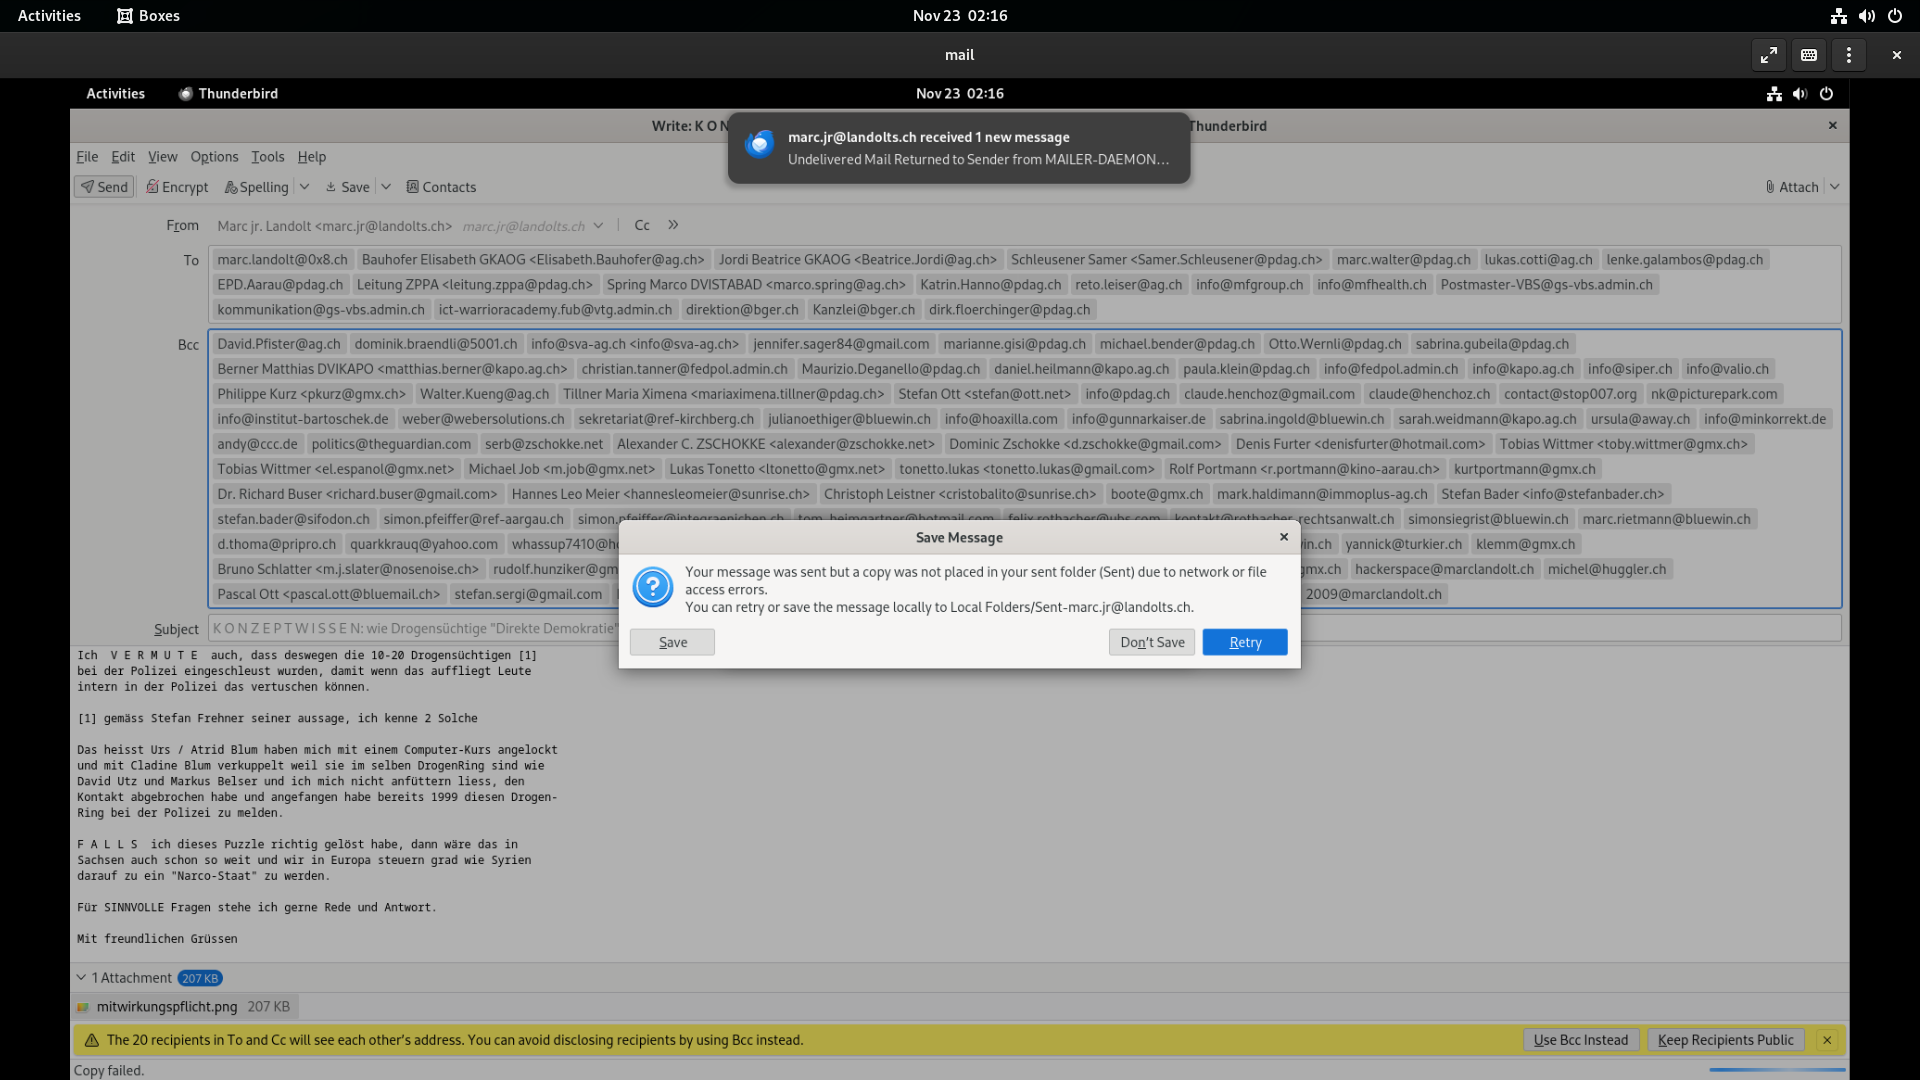 Activities Boxes Nov 23 02:16
mail
Activities Thunderbird Nov 23 02:16
Write: K O N Thunderbird
marc.jr@landolts.ch received 1 new message
Undelivered Mail Returned to Sender from MAILER-DAEMON…
File Edit View Options Tools Help
Send Encrypt Spelling Save Contacts Attach
From Marc jr. Landolt <marc.jr@landolts.ch> marc.jr@landolts.ch Cc
To marc.landolt@0x8.ch Bauhofer Elisabeth GKAOG <Elisabeth.Bauhofer@ag.ch> Jordi Beatrice GKAOG <Beatrice.Jordi@ag.ch> Schleusener Samer <Samer.Schleusener@pdag.ch> marc.walter@pdag.ch lukas.cotti@ag.ch lenke.galambos@pdag.ch
EPD.Aarau@pdag.ch Leitung ZPPA <leitung.zppa@pdag.ch> Spring Marco DVISTABAD <marco.spring@ag.ch> Katrin.Hanno@pdag.ch reto.leiser@ag.ch info@mfgroup.ch info@mfhealth.ch Postmaster-VBS@gs-vbs.admin.ch
kommunikation@gs-vbs.admin.ch ict-warrioracademy.fub@vtg.admin.ch direktion@bger.ch Kanzlei@bger.ch dirk.floerchinger@pdag.ch
Bcc David.Pfister@ag.ch dominik.braendli@5001.ch info@sva-ag.ch <info@sva-ag.ch> jennifer.sager84@gmail.com marianne.gisi@pdag.ch michael.bender@pdag.ch Otto.Wernli@pdag.ch sabrina.gubeila@pdag.ch
Berner Matthias DVIKAPO <matthias.berner@kapo.ag.ch> christian.tanner@fedpol.admin.ch Maurizio.Deganello@pdag.ch daniel.heilmann@kapo.ag.ch paula.klein@pdag.ch info@fedpol.admin.ch info@kapo.ag.ch info@siper.ch info@valio.ch
Philippe Kurz <pkurz@gmx.ch> Walter.Kueng@ag.ch Tillner Maria Ximena <mariaximena.tillner@pdag.ch> Stefan Ott <stefan@ott.net> info@pdag.ch claude.henchoz@gmail.com claude@henchoz.ch contact@stop007.org nk@picturepark.com
info@institut-bartoschek.de weber@webersolutions.ch sekretariat@ref-kirchberg.ch julianoethiger@bluewin.ch info@hoaxilla.com info@gunnarkaiser.de sabrina.ingold@bluewin.ch sarah.weidmann@kapo.ag.ch ursula@away.ch info@minkorrekt.de
andy@ccc.de politics@theguardian.com serb@zschokke.net Alexander C. ZSCHOKKE <alexander@zschokke.net> Dominic Zschokke <d.zschokke@gmail.com> Denis Furter <denisfurter@hotmail.com> Tobias Wittmer <toby.wittmer@gmx.ch>
Tobias Wittmer <el.espanol@gmx.net> Michael Job <m.job@gmx.net> Lukas Tonetto <ltonetto@gmx.net> tonetto.lukas <tonetto.lukas@gmail.com> Rolf Portmann <r.portmann@kino-aarau.ch> kurtportmann@gmx.ch
Dr. Richard Buser <richard.buser@gmail.com> Hannes Leo Meier <hannesleomeier@sunrise.ch> Christoph Leistner <cristobalito@sunrise.ch> boote@gmx.ch mark.haldimann@immoplus-ag.ch Stefan Bader <info@stefanbader.ch>
stefan.bader@sifodon.ch simon.pfeiffer@ref-aargau.ch simon.pfeiffer@integraenichen.ch tom_heimgartner@hotmail.com felix.rothacher@ubs.com kontakt@rothacher-rechtsanwalt.ch simonsiegrist@bluewin.ch marc.rietmann@bluewin.ch
d.thoma@pripro.ch quarkkrauq@yahoo.com whassup7410@h yannick@turkier.ch klemm@gmx.ch
Bruno Schlatter <m.j.slater@nosenoise.ch> rudolf.hunziker@gm gmx.ch hackerspace@marclandolt.ch michel@huggler.ch
Pascal Ott <pascal.ott@bluemail.ch> stefan.sergi@gmail.com 2009@marclandolt.ch
Subject K O N Z E P T W I S S E N: wie Drogensüchtige "Direkte Demokratie"
Save Message
Your message was sent but a copy was not placed in your sent folder (Sent) due to network or file
access errors.
You can retry or save the message locally to Local Folders/Sent-marc.jr@landolts.ch.
Save Don't Save Retry
Ich V E R M U T E auch, dass deswegen die 10-20 Drogensüchtigen [1]
bei der Polizei eingeschleust wurden, damit wenn das auffliegt Leute
intern in der Polizei das vertuschen können.
[1] gemäss Stefan Frehner seiner aussage, ich kenne 2 Solche
Das heisst Urs / Atrid Blum haben mich mit einem Computer-Kurs angelockt
und mit Cladine Blum verkuppelt weil sie im selben DrogenRing sind wie
David Utz und Markus Belser und ich mich nicht anfüttern liess, den
Kontakt abgebrochen habe und angefangen habe bereits 1999 diesen Drogen-
Ring bei der Polizei zu melden.
F A L L S ich dieses Puzzle richtig gelöst habe, dann wäre das in
Sachsen auch schon so weit und wir in Europa steuern grad wie Syrien
darauf zu ein "Narco-Staat" zu werden.
Für SINNVOLLE Fragen stehe ich gerne Rede und Antwort.
Mit freundlichen Grüssen
1 Attachment 207 KB
mitwirkungspflicht.png 207 KB
The 20 recipients in To and Cc will see each other's address. You can avoid disclosing recipients by using Bcc instead. Use Bcc Instead Keep Recipients Public
Copy failed.